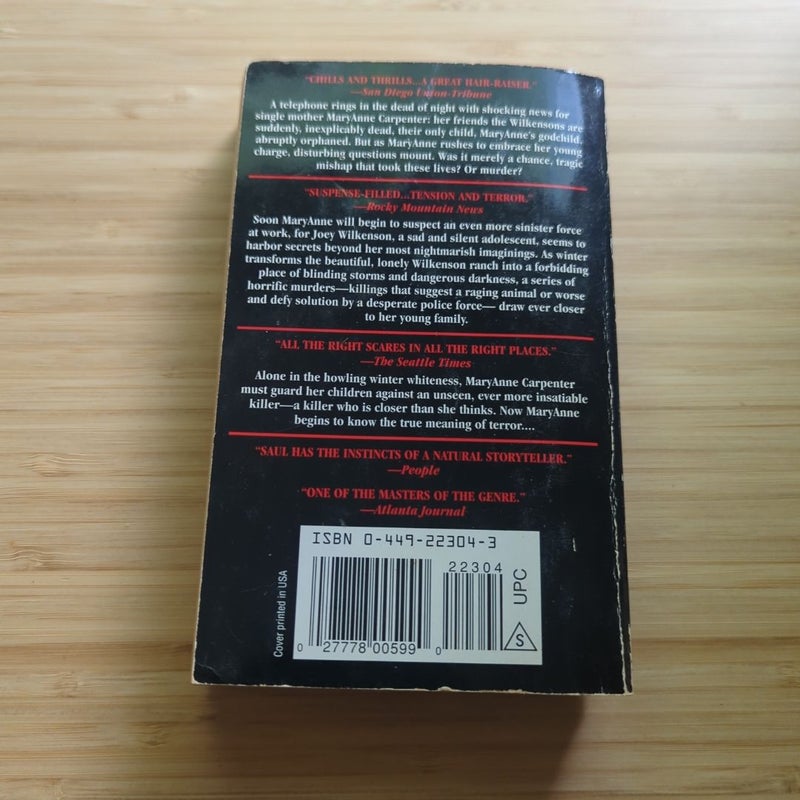 "CHILLS AND THRILLS...A GREAT HAIR-RAISER."
—San Diego Union-Tribune
A telephone rings in the dead of night with shocking news for
single mother MaryAnne Carpenter: her friends the Wilkensons are
suddenly, inexplicably dead, their only child, MaryAnne's godchild,
abruptly orphaned. But as MaryAnne rushes to embrace her young
charge, disturbing questions mount. Was it merely a chance, tragic
mishap that took these lives? Or murder?
"SUSPENSE-FILLED...TENSION AND TERROR."
—Rocky Mountain News
Soon MaryAnne will begin to suspect an even more sinister force
at work, for Joey Wilkenson, a sad and silent adolescent, seems to
harbor secrets beyond her most nightmarish imaginings. As winter
transforms the beautiful, lonely Wilkenson ranch into a forbidding
place of blinding storms and dangerous darkness, a series of
horrific murders—killings that suggest a raging animal or worse
and defy solution by a desperate police force— draw ever closer
to her young family.
"ALL THE RIGHT SCARES IN ALL THE RIGHT PLACES."
—The Seattle Times
Alone in the howling winter whiteness, MaryAnne Carpenter
must guard her children against an unseen, ever more insatiable
killer—a killer who is closer than she thinks. Now MaryAnne
begins to know the true meaning of terror....
"SAUL HAS THE INSTINCTS OF A NATURAL STORYTELLER."
—People
"ONE OF THE MASTERS OF THE GENRE."
—Atlanta Journal
ISBN 0-449-22304-3
22304
UPC
S
0 27778 00599 0
Cover printed in USA